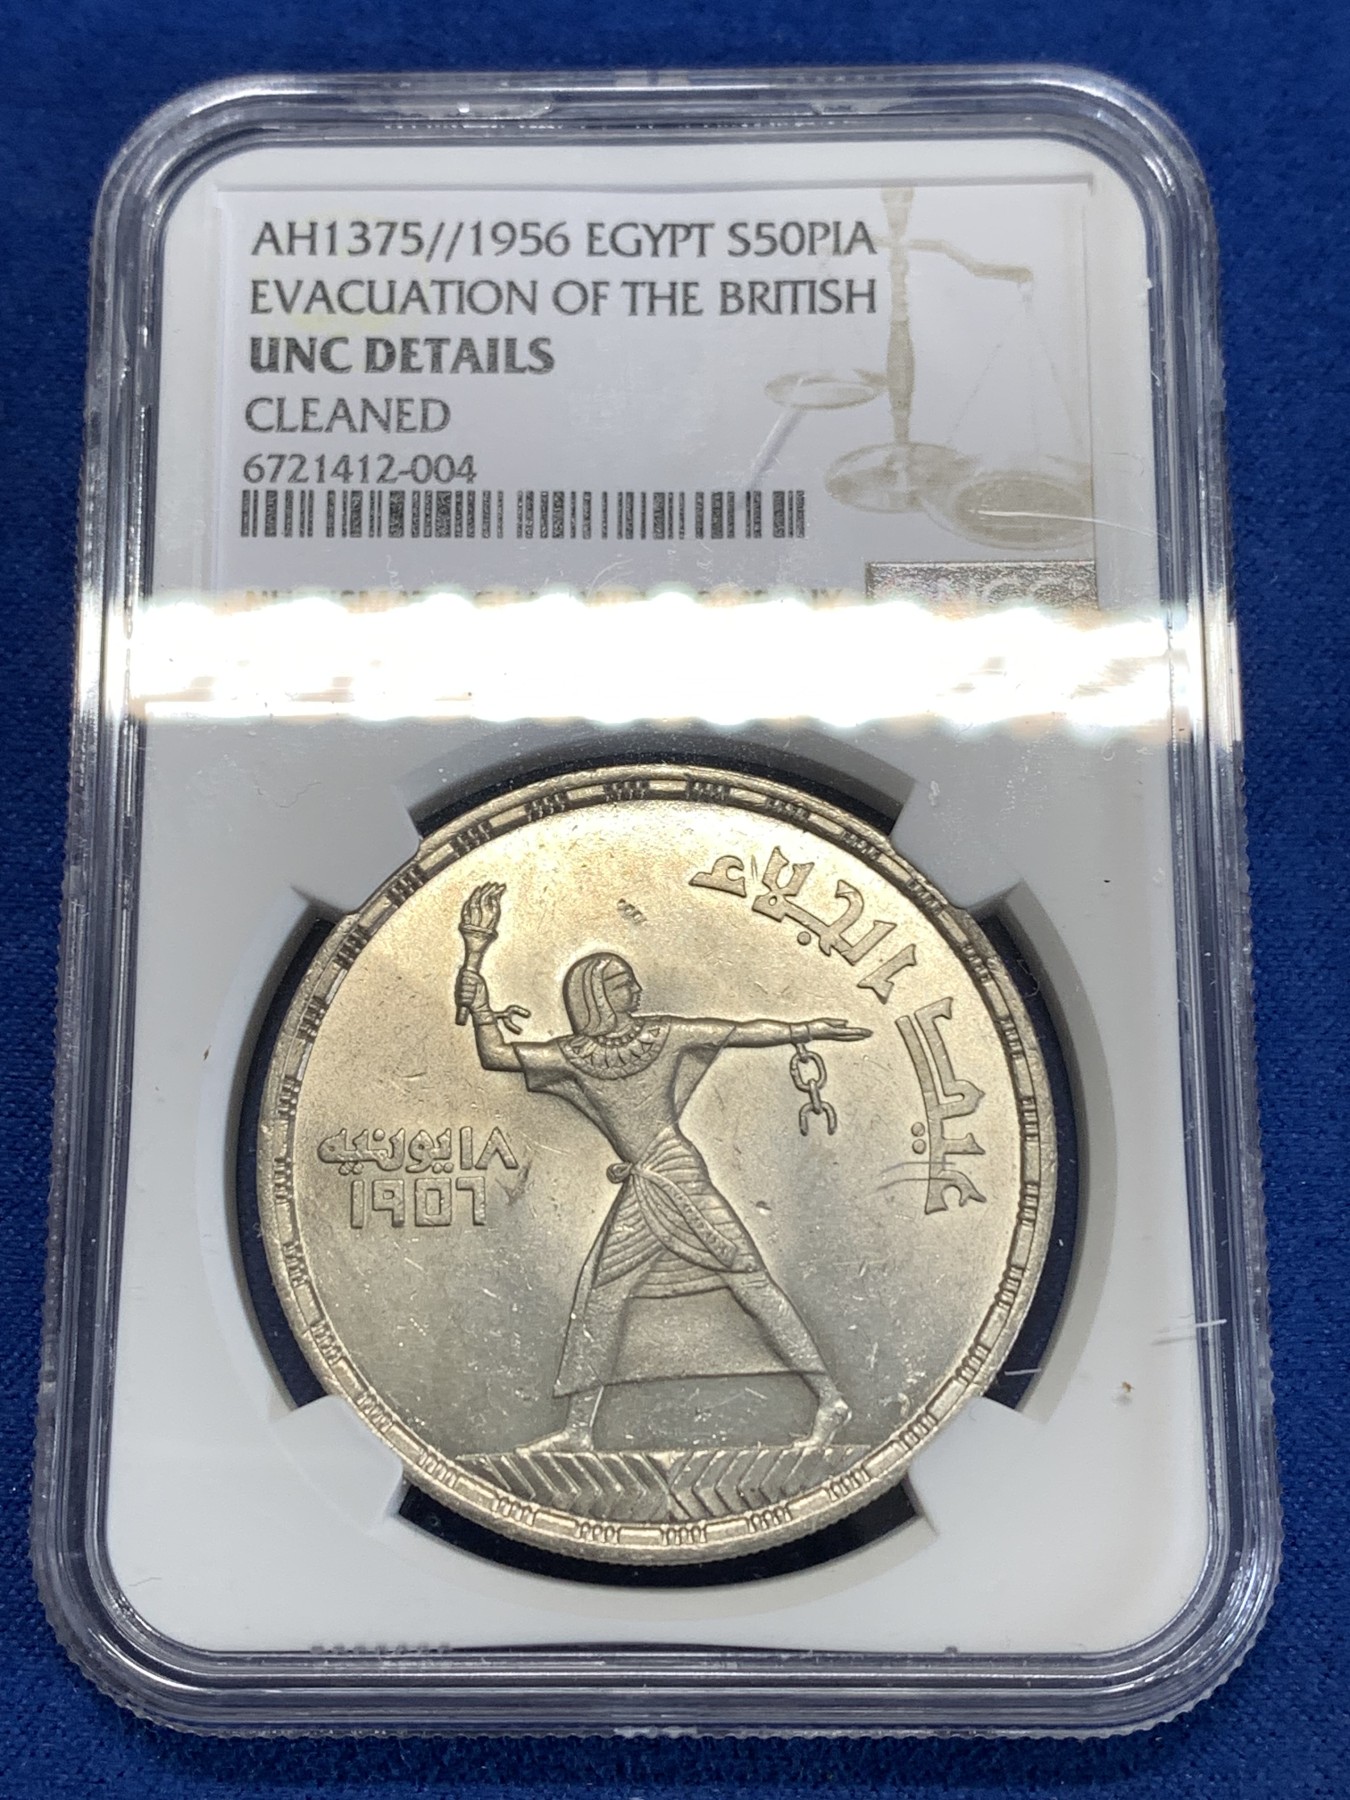 AH1375//1956 EGYPT S50PIA
EVACUATION OF THE BRITISH
UNC DETAILS
CLEANED
6721412-004
عيد الجلاء
١٨ يونيه
١٩٥٦